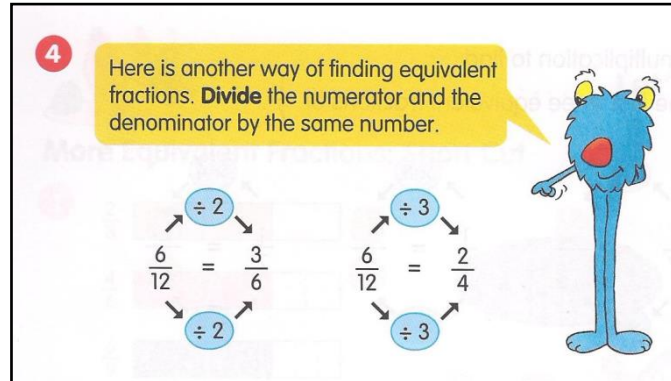 4
Here is another way of finding equivalent
fractions. Divide the numerator and the
denominator by the same number.
÷ 2 ÷ 3
6/12 = 3/6 6/12 = 2/4
÷ 2 ÷ 3